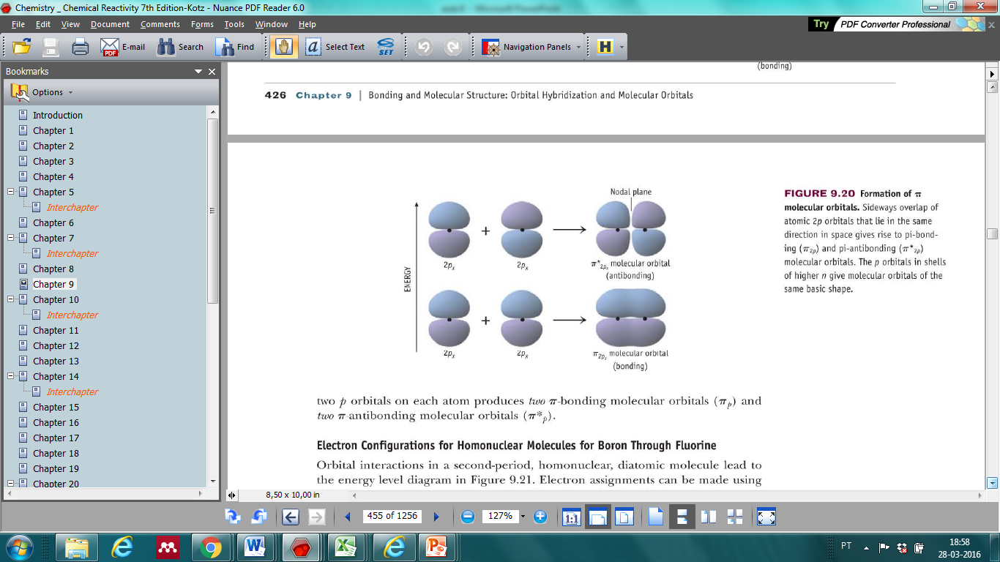 Chemistry _ Chemical Reactivity 7th Edition-Kotz - Nuance PDF Reader 6.0
File Edit View Document Comments Forms Tools Window Help
Try PDF Converter Professional
PDF E-mail Search Find a Select Text SET Navigation Panels H
Bookmarks
Options
Introduction
Chapter 1
Chapter 2
Chapter 3
Chapter 4
Chapter 5
Interchapter
Chapter 6
Chapter 7
Interchapter
Chapter 8
Chapter 9
Chapter 10
Interchapter
Chapter 11
Chapter 12
Chapter 13
Chapter 14
Interchapter
Chapter 15
Chapter 16
Chapter 17
Chapter 18
Chapter 19
Chapter 20
(bonding)
426 Chapter 9 | Bonding and Molecular Structure: Orbital Hybridization and Molecular Orbitals
ENERGY
Nodal plane
+
2pₓ 2pₓ π*₂ₚₓ molecular orbital
(antibonding)
+
2pₓ 2pₓ π₂ₚₓ molecular orbital
(bonding)
FIGURE 9.20 Formation of π
molecular orbitals. Sideways overlap of
atomic 2p orbitals that lie in the same
direction in space gives rise to pi-bond-
ing (π₂ₚ) and pi-antibonding (π*₂ₚ)
molecular orbitals. The p orbitals in shells
of higher n give molecular orbitals of the
same basic shape.
two p orbitals on each atom produces two π-bonding molecular orbitals (πₚ) and
two π-antibonding molecular orbitals (π*ₚ).
Electron Configurations for Homonuclear Molecules for Boron Through Fluorine
Orbital interactions in a second-period, homonuclear, diatomic molecule lead to
the energy level diagram in Figure 9.21. Electron assignments can be made using
8,50 x 10,00 in
455 of 1256 127% 1:1
PT 18:58
28-03-2016